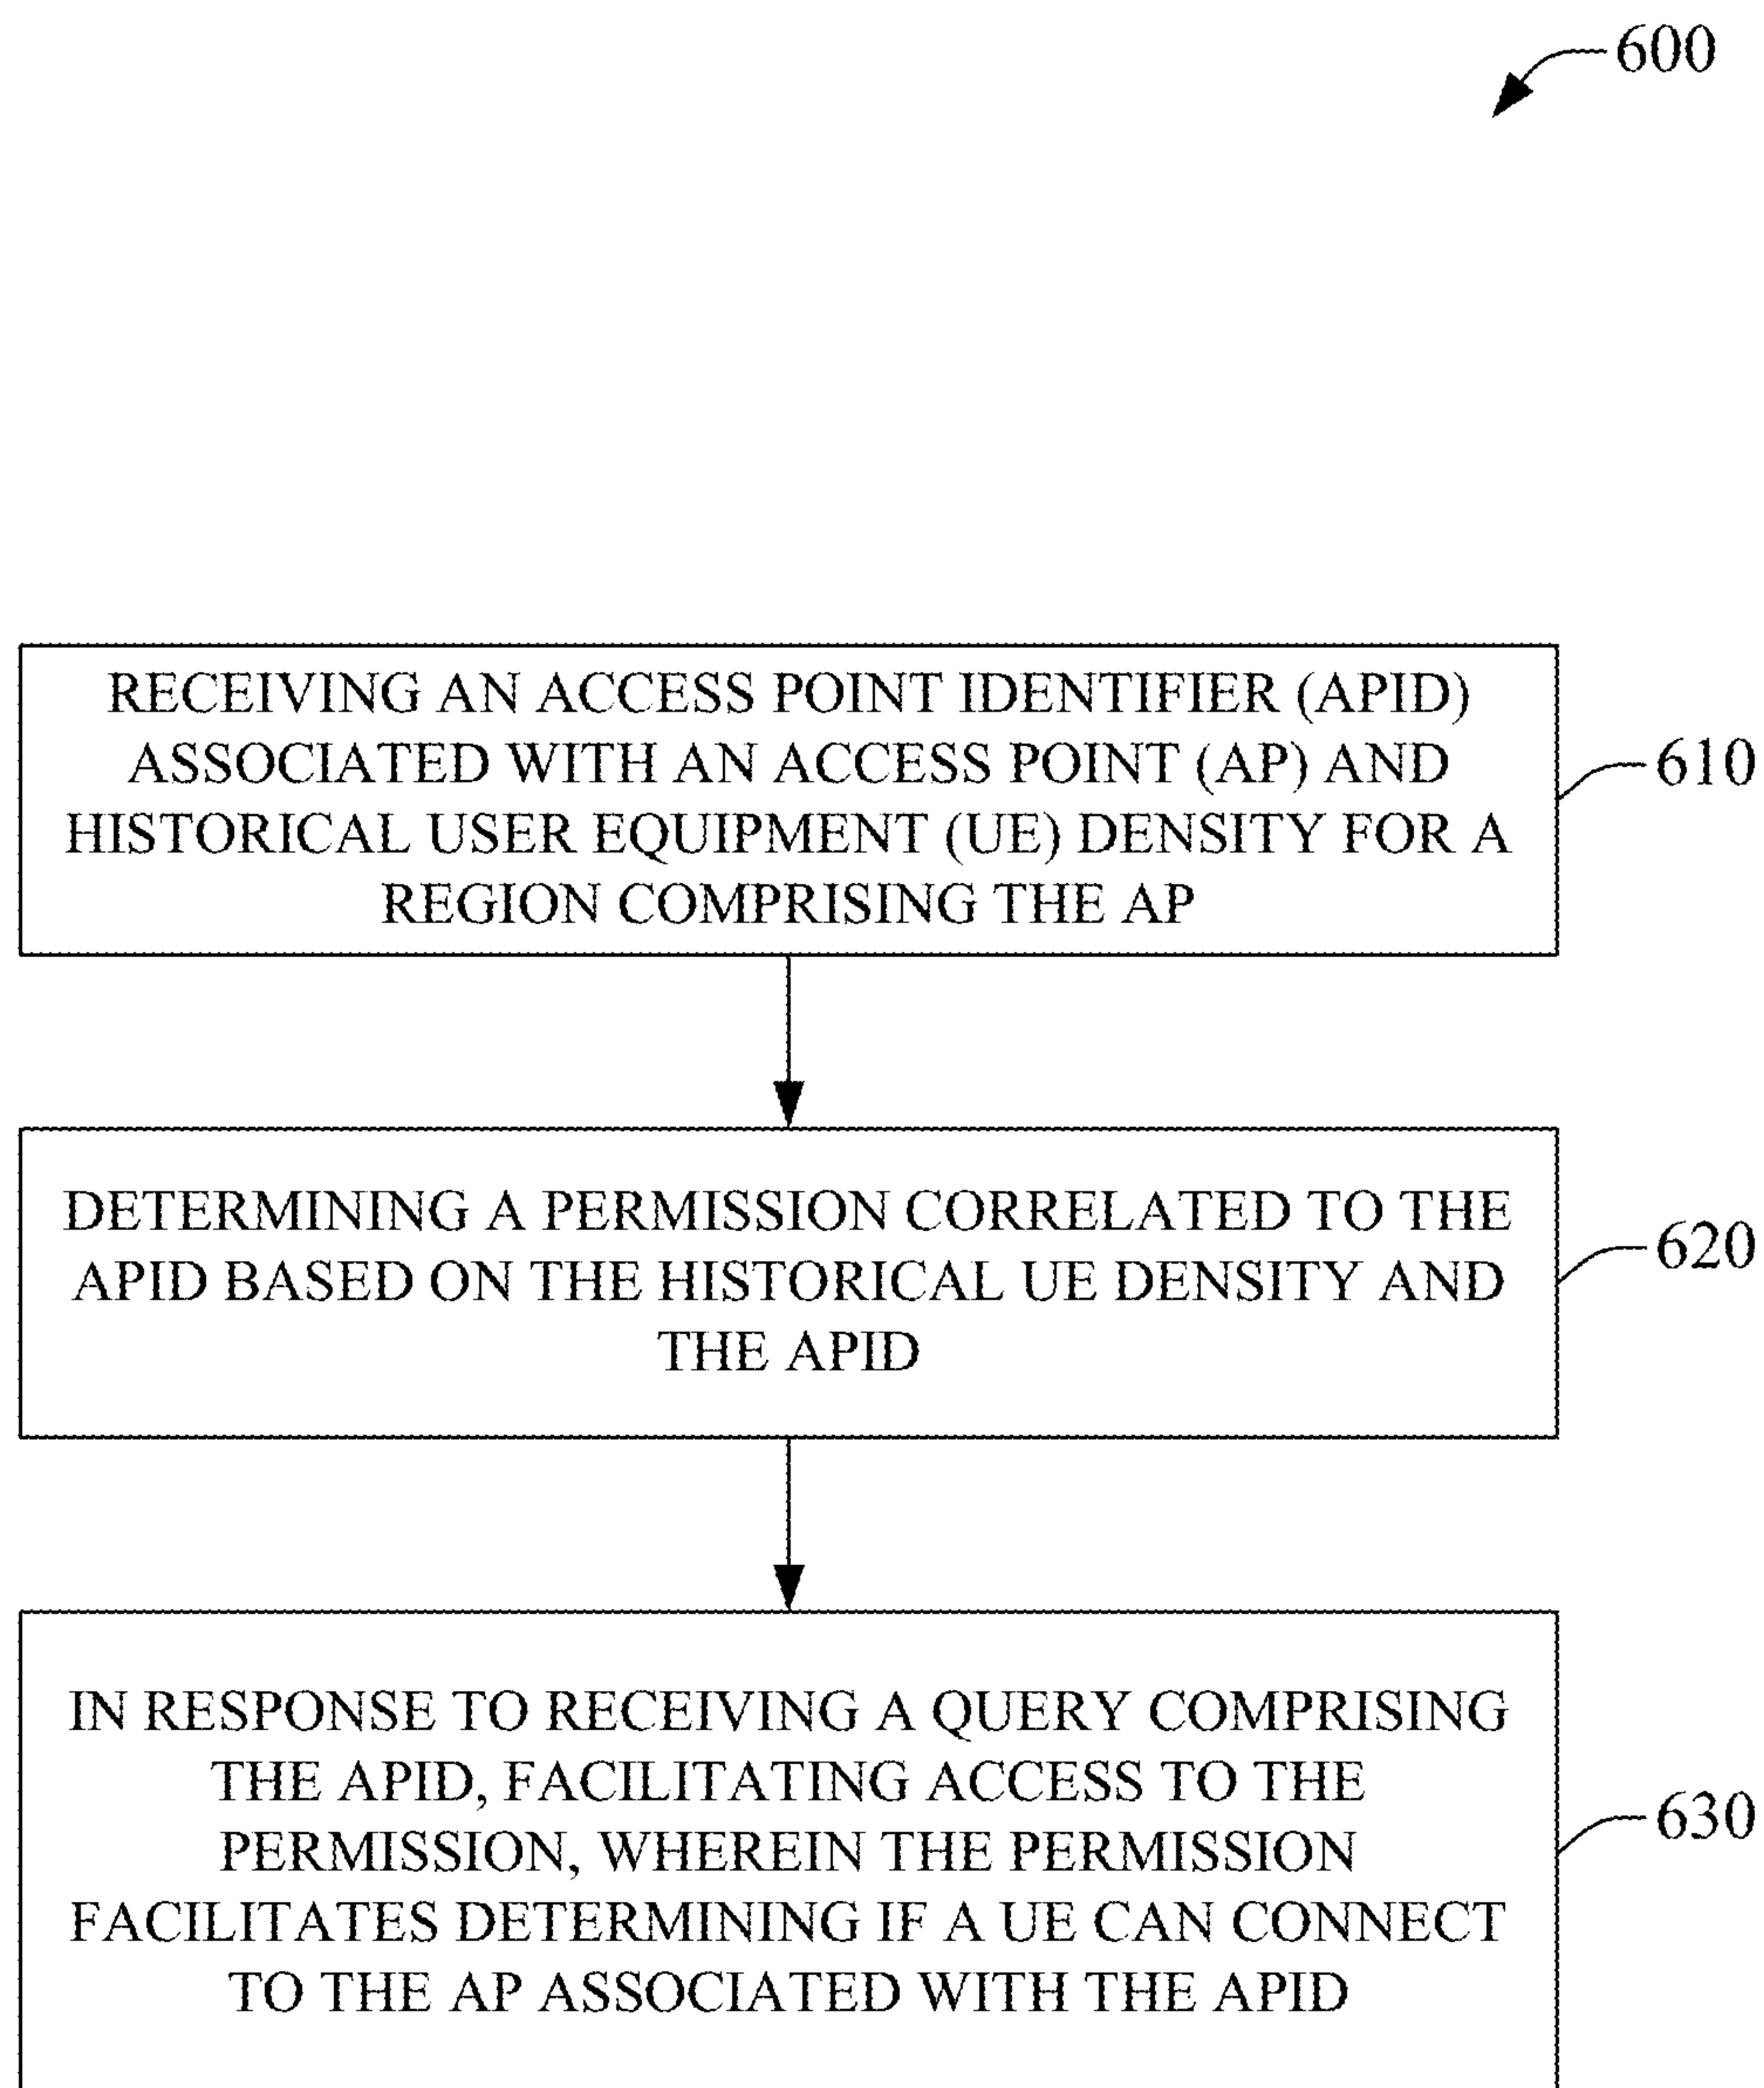 600
RECEIVING AN ACCESS POINT IDENTIFIER (APID)
ASSOCIATED WITH AN ACCESS POINT (AP) AND
HISTORICAL USER EQUIPMENT (UE) DENSITY FOR A
REGION COMPRISING THE AP
610
DETERMINING A PERMISSION CORRELATED TO THE
APID BASED ON THE HISTORICAL UE DENSITY AND
THE APID
620
IN RESPONSE TO RECEIVING A QUERY COMPRISING
THE APID, FACILITATING ACCESS TO THE
PERMISSION, WHEREIN THE PERMISSION
FACILITATES DETERMINING IF A UE CAN CONNECT
TO THE AP ASSOCIATED WITH THE APID
630